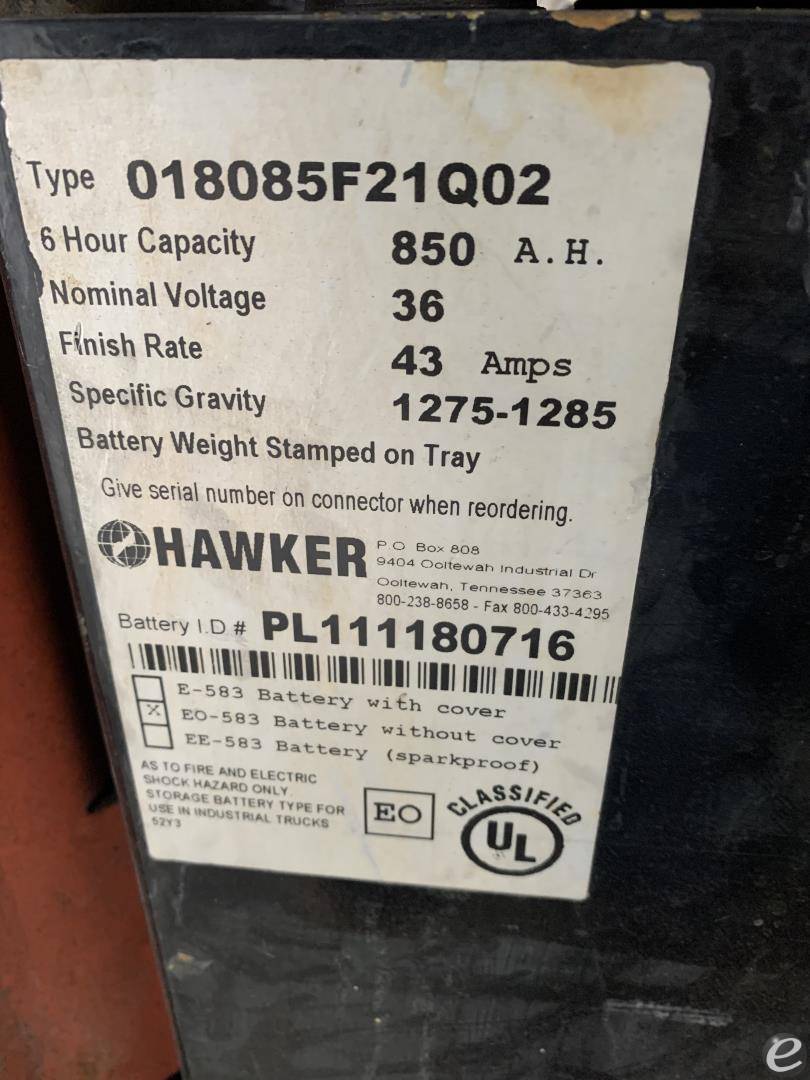 Type 018085F21Q02
6 Hour Capacity 850 A.H.
Nominal Voltage 36
Finish Rate 43 Amps
Specific Gravity 1275-1285
Battery Weight Stamped on Tray
Give serial number on connector when reordering.
HAWKER
P.O Box 808
9404 Ooltewah Industrial Dr
Ooltewah, Tennessee 37363
800-238-8658 - Fax 800-433-4295
Battery I.D # PL111180716
E-583 Battery with cover
X EO-583 Battery without cover
EE-583 Battery (sparkproof)
AS TO FIRE AND ELECTRIC
SHOCK HAZARD ONLY.
STORAGE BATTERY TYPE FOR
USE IN INDUSTRIAL TRUCKS
52Y3
EO
CLASSIFIED
UL
e